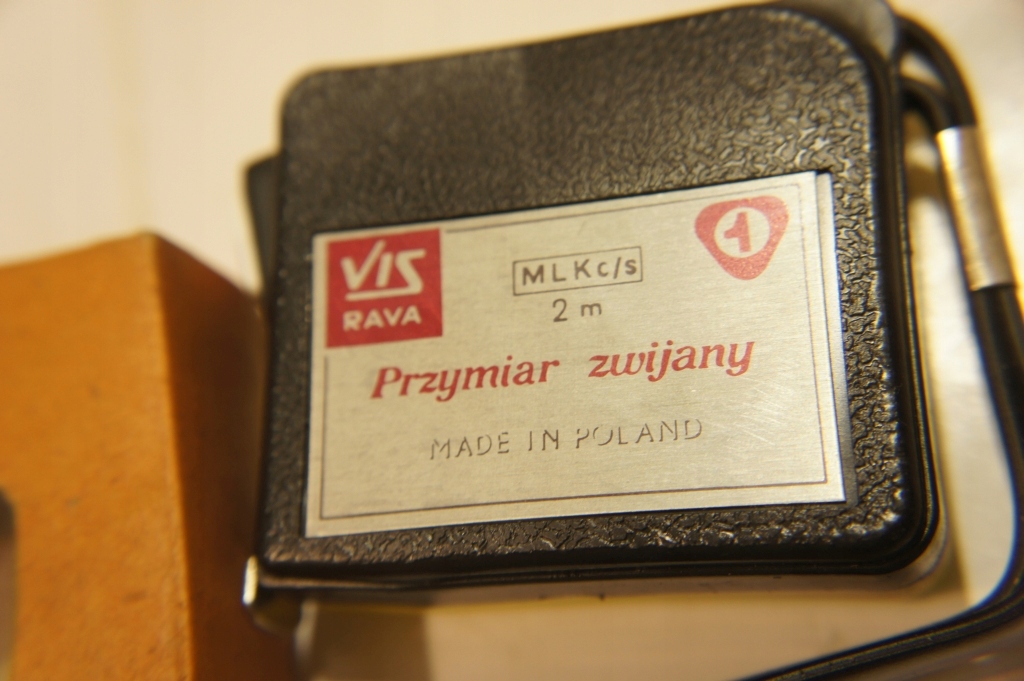 VIS
RAVA
MLKc/s
2 m
1
Przymiar zwijany
MADE IN POLAND